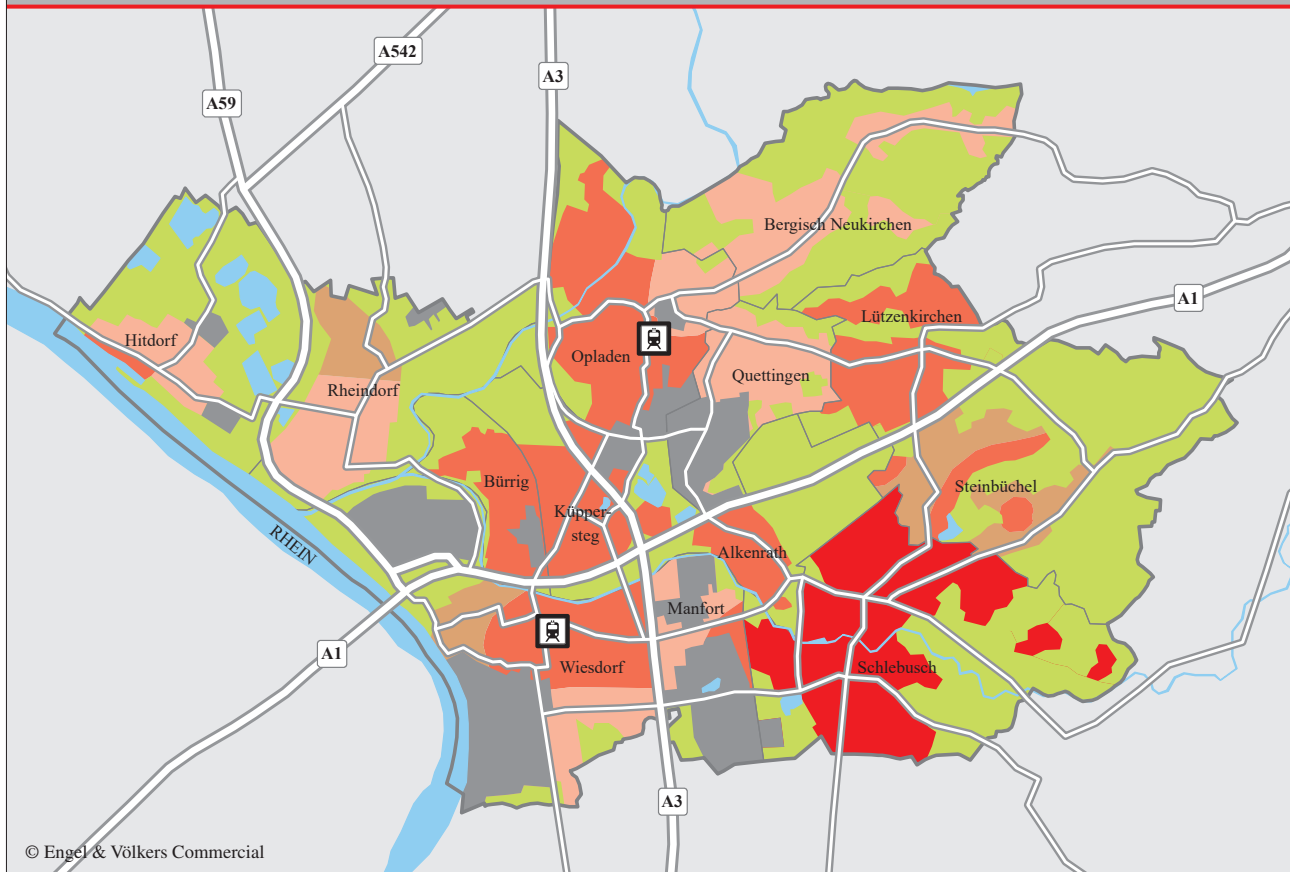 A542
A3
A59
Bergisch Neukirchen
A1
Lützenkirchen
Hitdorf
Opladen
Quettingen
Rheindorf
Bürrig
Steinbüchel
Küpper-
steg
RHEIN
Alkenrath
Manfort
A1
Wiesdorf
Schlebusch
A3
© Engel & Völkers Commercial